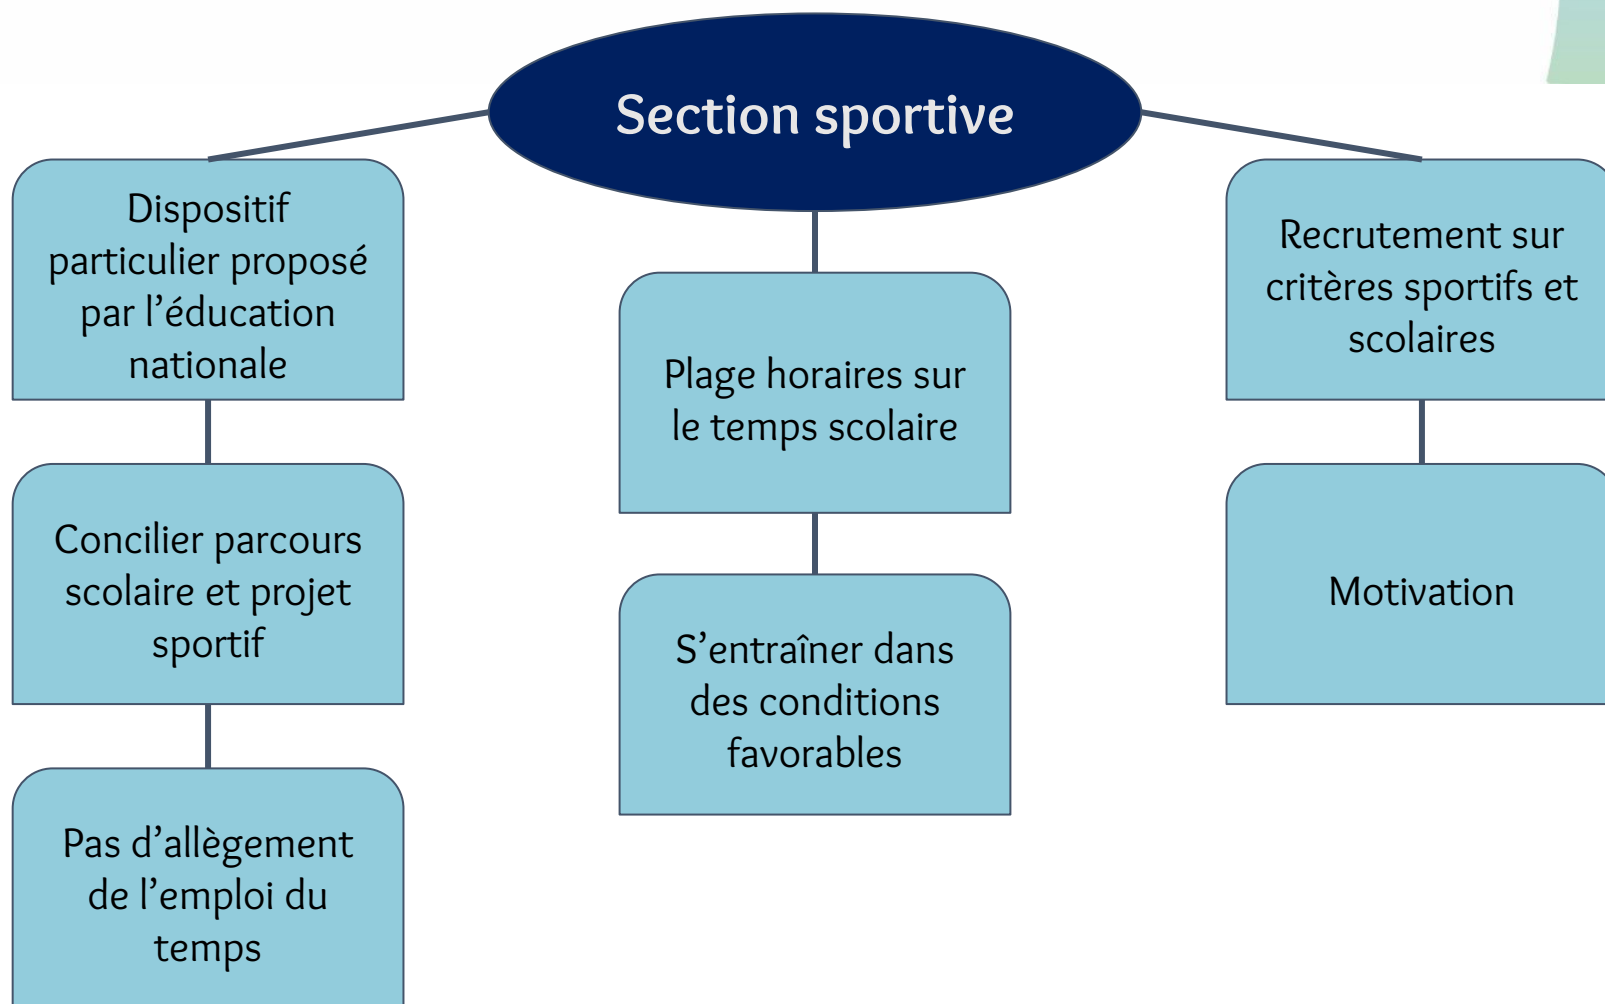 Section sportive
Dispositif
particulier proposé
par l’éducation
nationale
Concilier parcours
scolaire et projet
sportif
Pas d’allègement
de l’emploi du
temps
Plage horaires sur
le temps scolaire
S’entraîner dans
des conditions
favorables
Recrutement sur
critères sportifs et
scolaires
Motivation